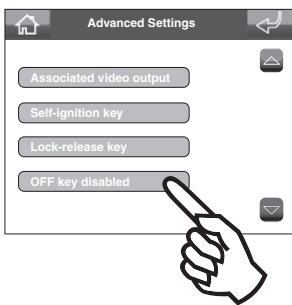 Advanced Settings
Associated video output
Self-ignition key
Lock-release key
OFF key disabled